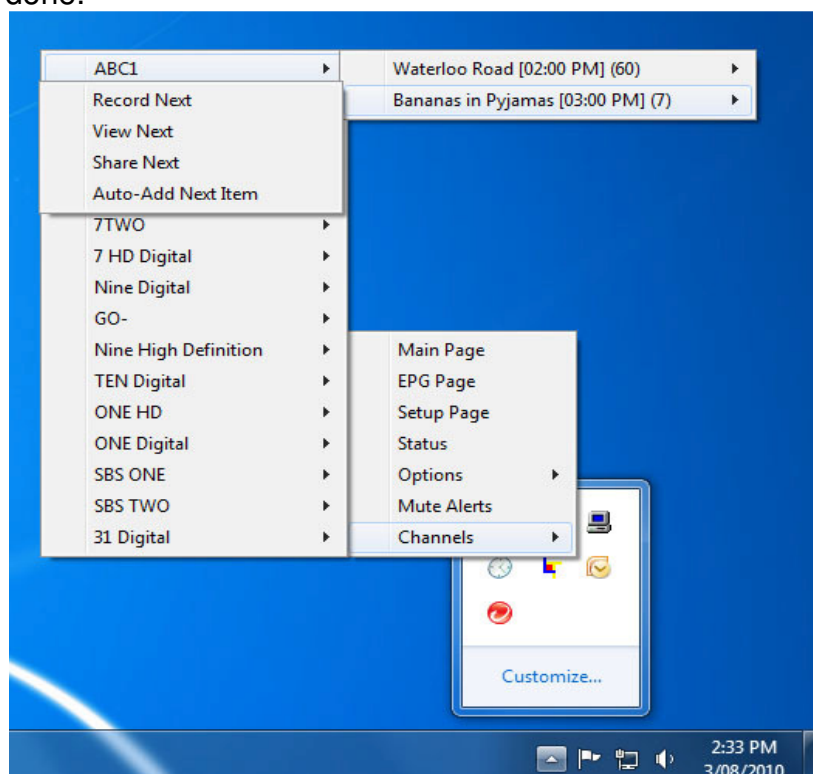 done.
ABC1
Waterloo Road [02:00 PM] (60)
Record Next
Bananas in Pyjamas [03:00 PM] (7)
View Next
Share Next
Auto-Add Next Item
7TWO
7 HD Digital
Nine Digital
GO-
Nine High Definition
TEN Digital
ONE HD
ONE Digital
SBS ONE
SBS TWO
31 Digital
Main Page
EPG Page
Setup Page
Status
Options
Mute Alerts
Channels
Customize...
2:33 PM
3/08/2010